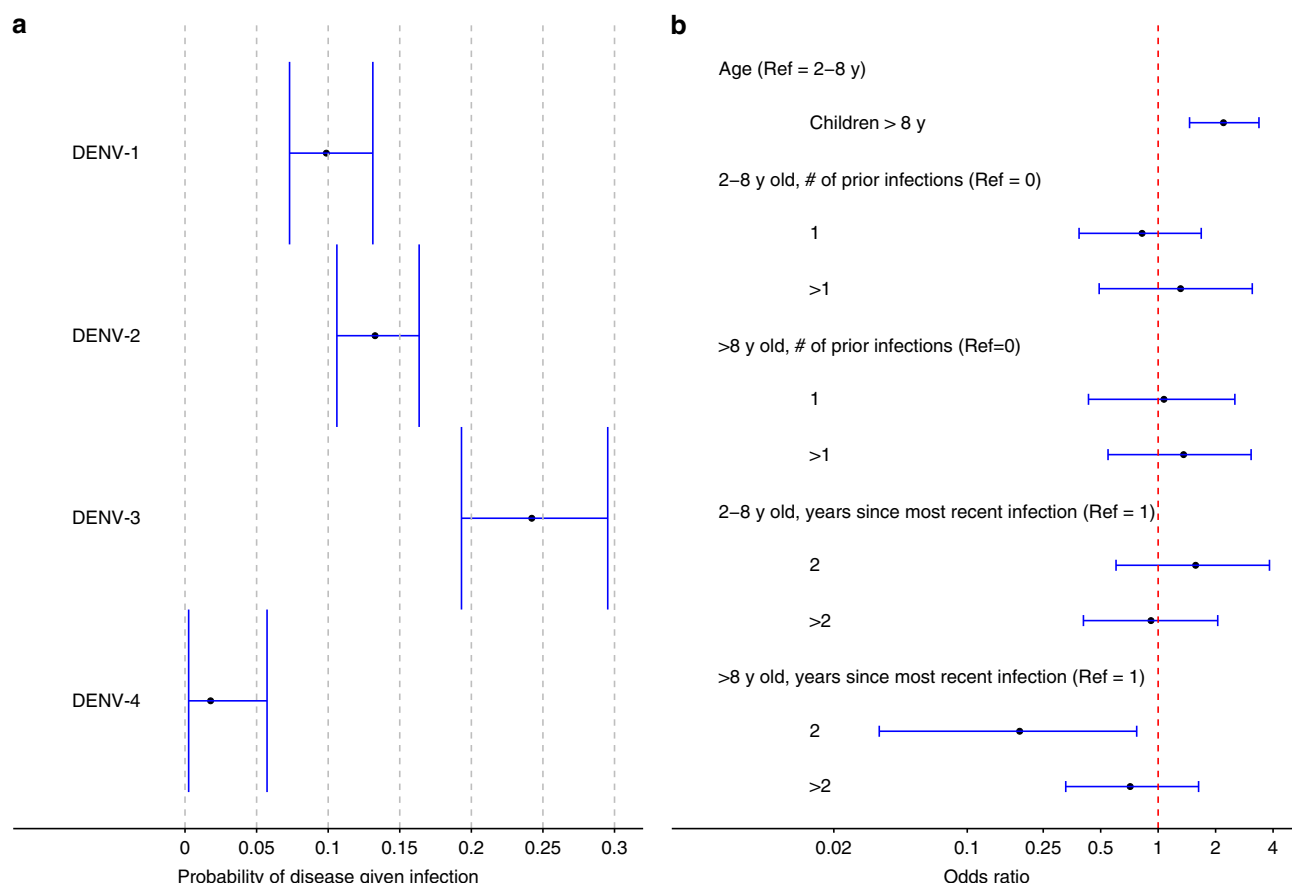 a
DENV-1
DENV-2
DENV-3
DENV-4
0 0.05 0.1 0.15 0.2 0.25 0.3
Probability of disease given infection
b
Age (Ref = 2–8 y)
Children > 8 y
2–8 y old, # of prior infections (Ref = 0)
1
>1
>8 y old, # of prior infections (Ref=0)
1
>1
2–8 y old, years since most recent infection (Ref = 1)
2
>2
>8 y old, years since most recent infection (Ref = 1)
2
>2
0.02 0.1 0.25 0.5 1 2 4
Odds ratio